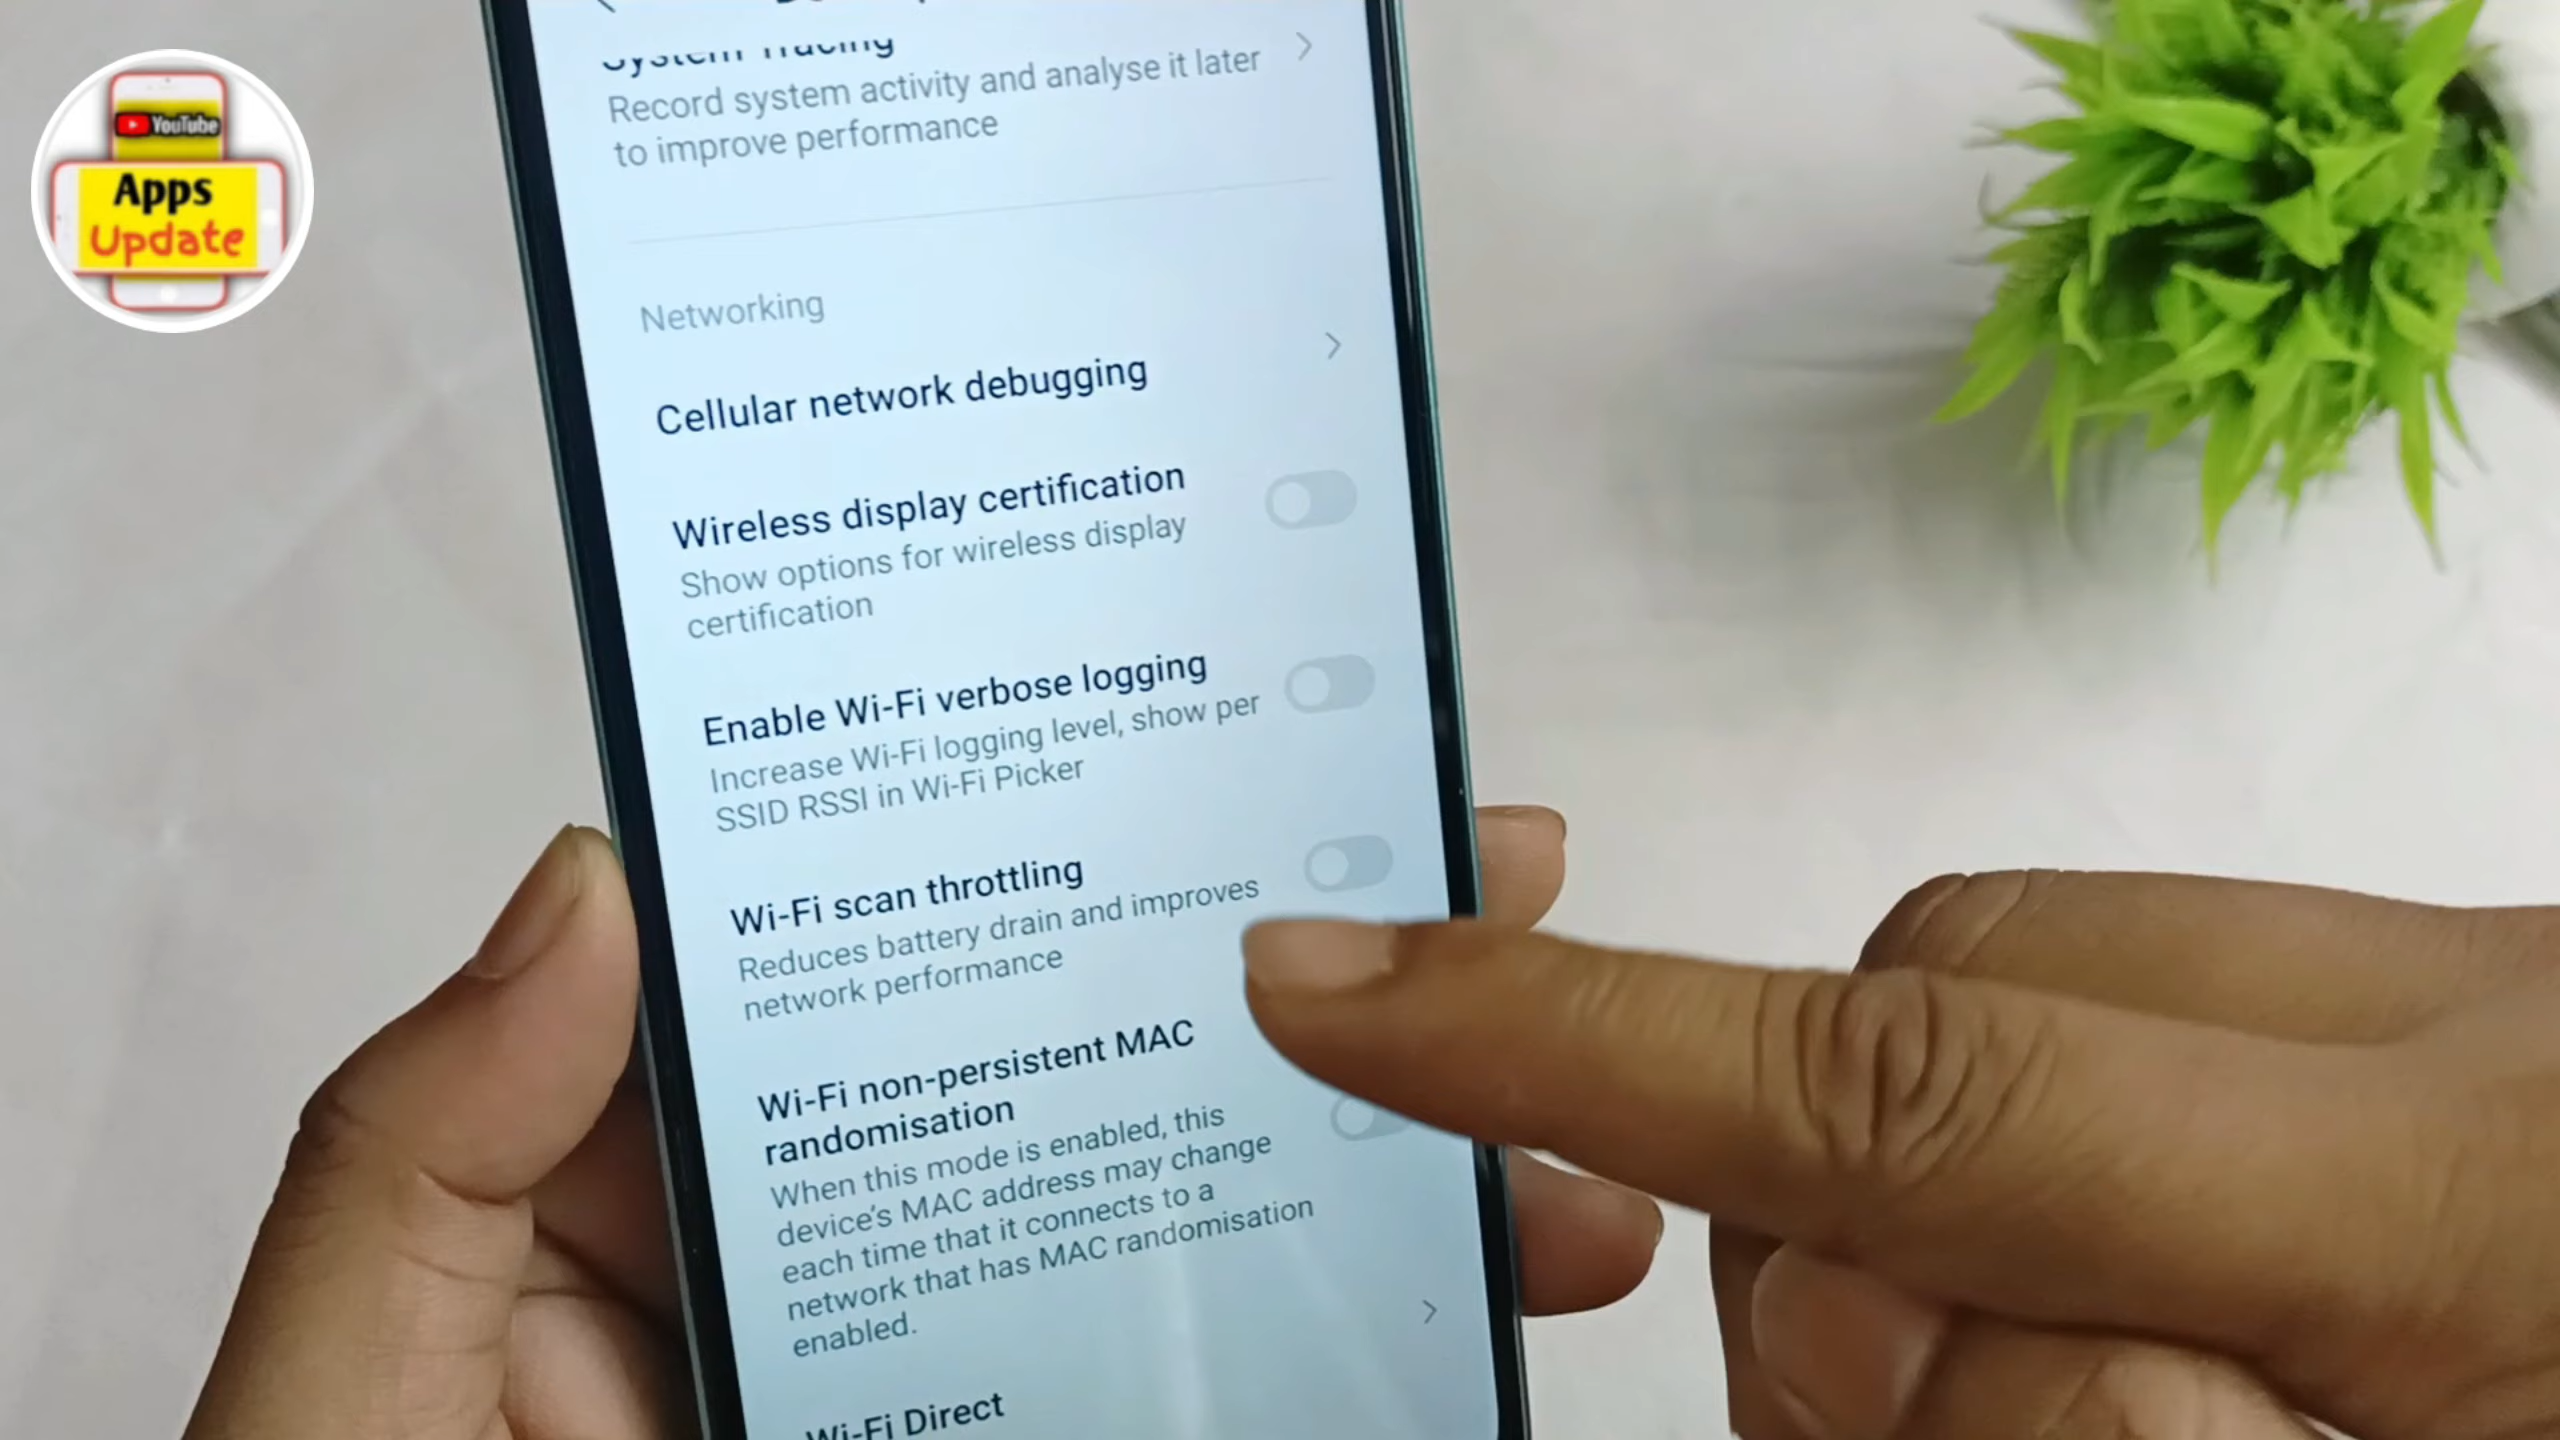 YouTube
Apps
Update
System Tracing
Record system activity and analyse it later
to improve performance
Networking
Cellular network debugging
Wireless display certification
Show options for wireless display
certification
Enable Wi-Fi verbose logging
Increase Wi-Fi logging level, show per
SSID RSSI in Wi-Fi Picker
Wi-Fi scan throttling
Reduces battery drain and improves
network performance
Wi-Fi non-persistent MAC
randomisation
When this mode is enabled, this
device's MAC address may change
each time that it connects to a
network that has MAC randomisation
enabled.
Wi-Fi Direct